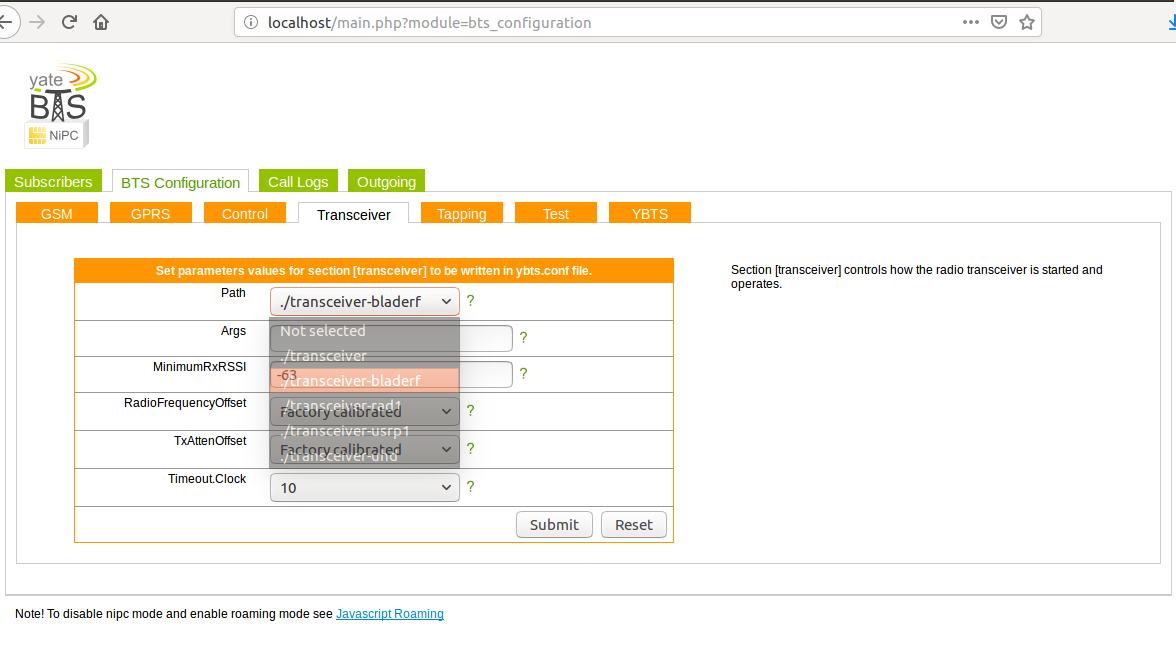 localhost/main.php?module=bts_configuration
yate
BTS
NiPC
Subscribers BTS Configuration Call Logs Outgoing
GSM GPRS Control Transceiver Tapping Test YBTS
Set parameters values for section [transceiver] to be written in ybts.conf file.
Section [transceiver] controls how the radio transceiver is started and
operates.
Path ./transceiver-bladerf ?
Not selected
Args ?
./transceiver
MinimumRxRSSI -63 ?
./transceiver-bladerf
./transceiver-rad1
RadioFrequencyOffset Factory calibrated ?
./transceiver-usrp1
TxAttenOffset Factory calibrated ?
./transceiver-uhd
Timeout.Clock 10 ?
Submit Reset
Note! To disable nipc mode and enable roaming mode see Javascript Roaming